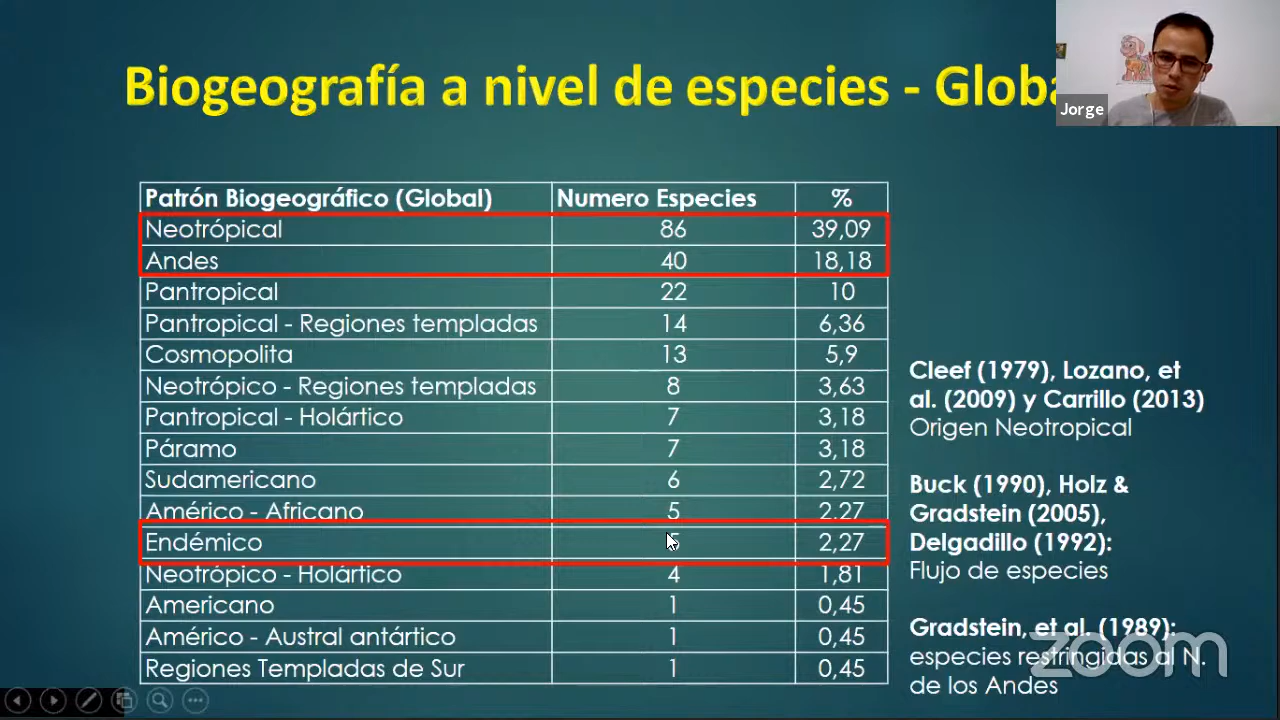 Biogeografía a nivel de especies - Globa
Jorge
Patrón Biogeográfico (Global) Numero Especies %
Neotrópical 86 39,09
Andes 40 18,18
Pantropical 22 10
Pantropical - Regiones templadas 14 6,36
Cosmopolita 13 5,9
Neotrópico - Regiones templadas 8 3,63
Pantropical - Holártico 7 3,18
Páramo 7 3,18
Sudamericano 6 2,72
Américo - Africano 5 2,27
Endémico 5 2,27
Neotrópico - Holártico 4 1,81
Americano 1 0,45
Américo - Austral antártico 1 0,45
Regiones Templadas de Sur 1 0,45
Cleef (1979), Lozano, et
al. (2009) y Carrillo (2013)
Origen Neotropical
Buck (1990), Holz &
Gradstein (2005),
Delgadillo (1992):
Flujo de especies
Gradstein, et al. (1989):
especies restringidas al N.
de los Andes
zoom